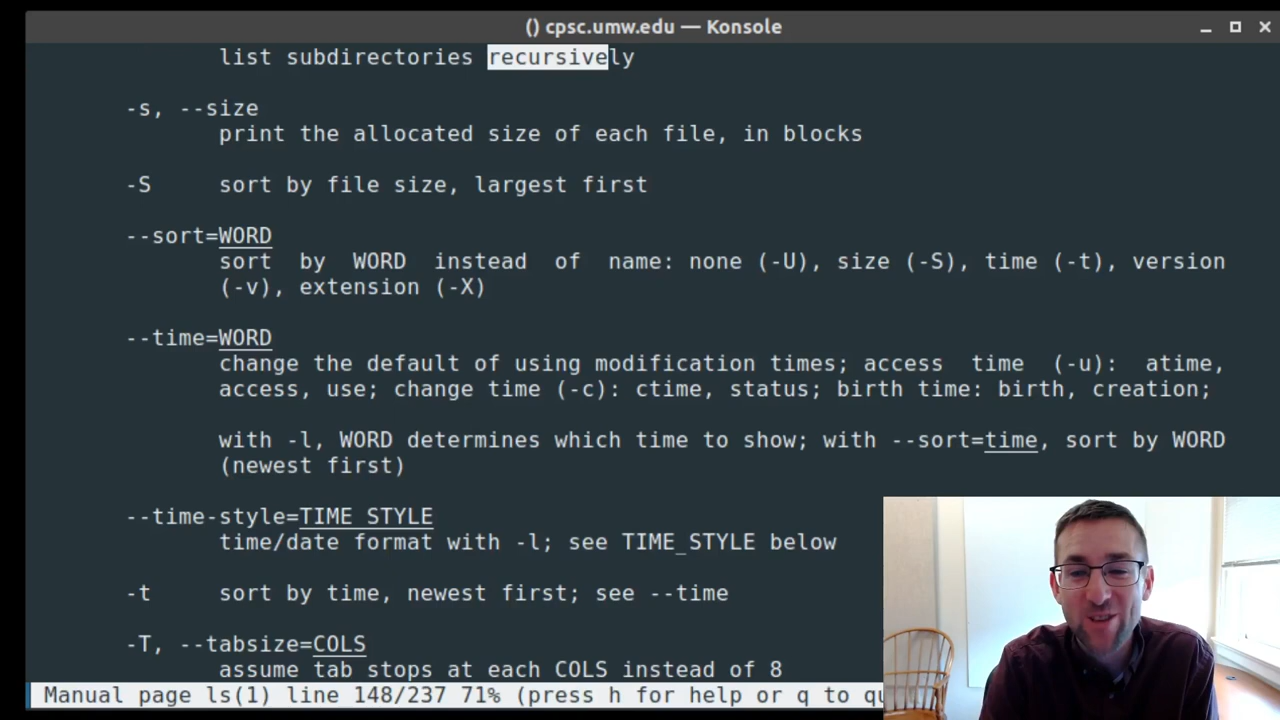 () cpsc.umw.edu — Konsole
list subdirectories recursively
-s, --size
print the allocated size of each file, in blocks
-S sort by file size, largest first
--sort=WORD
sort by WORD instead of name: none (-U), size (-S), time (-t), version
(-v), extension (-X)
--time=WORD
change the default of using modification times; access time (-u): atime,
access, use; change time (-c): ctime, status; birth time: birth, creation;
with -l, WORD determines which time to show; with --sort=time, sort by WORD
(newest first)
--time-style=TIME_STYLE
time/date format with -l; see TIME_STYLE below
-t sort by time, newest first; see --time
-T, --tabsize=COLS
assume tab stops at each COLS instead of 8
Manual page ls(1) line 148/237 71% (press h for help or q to qu